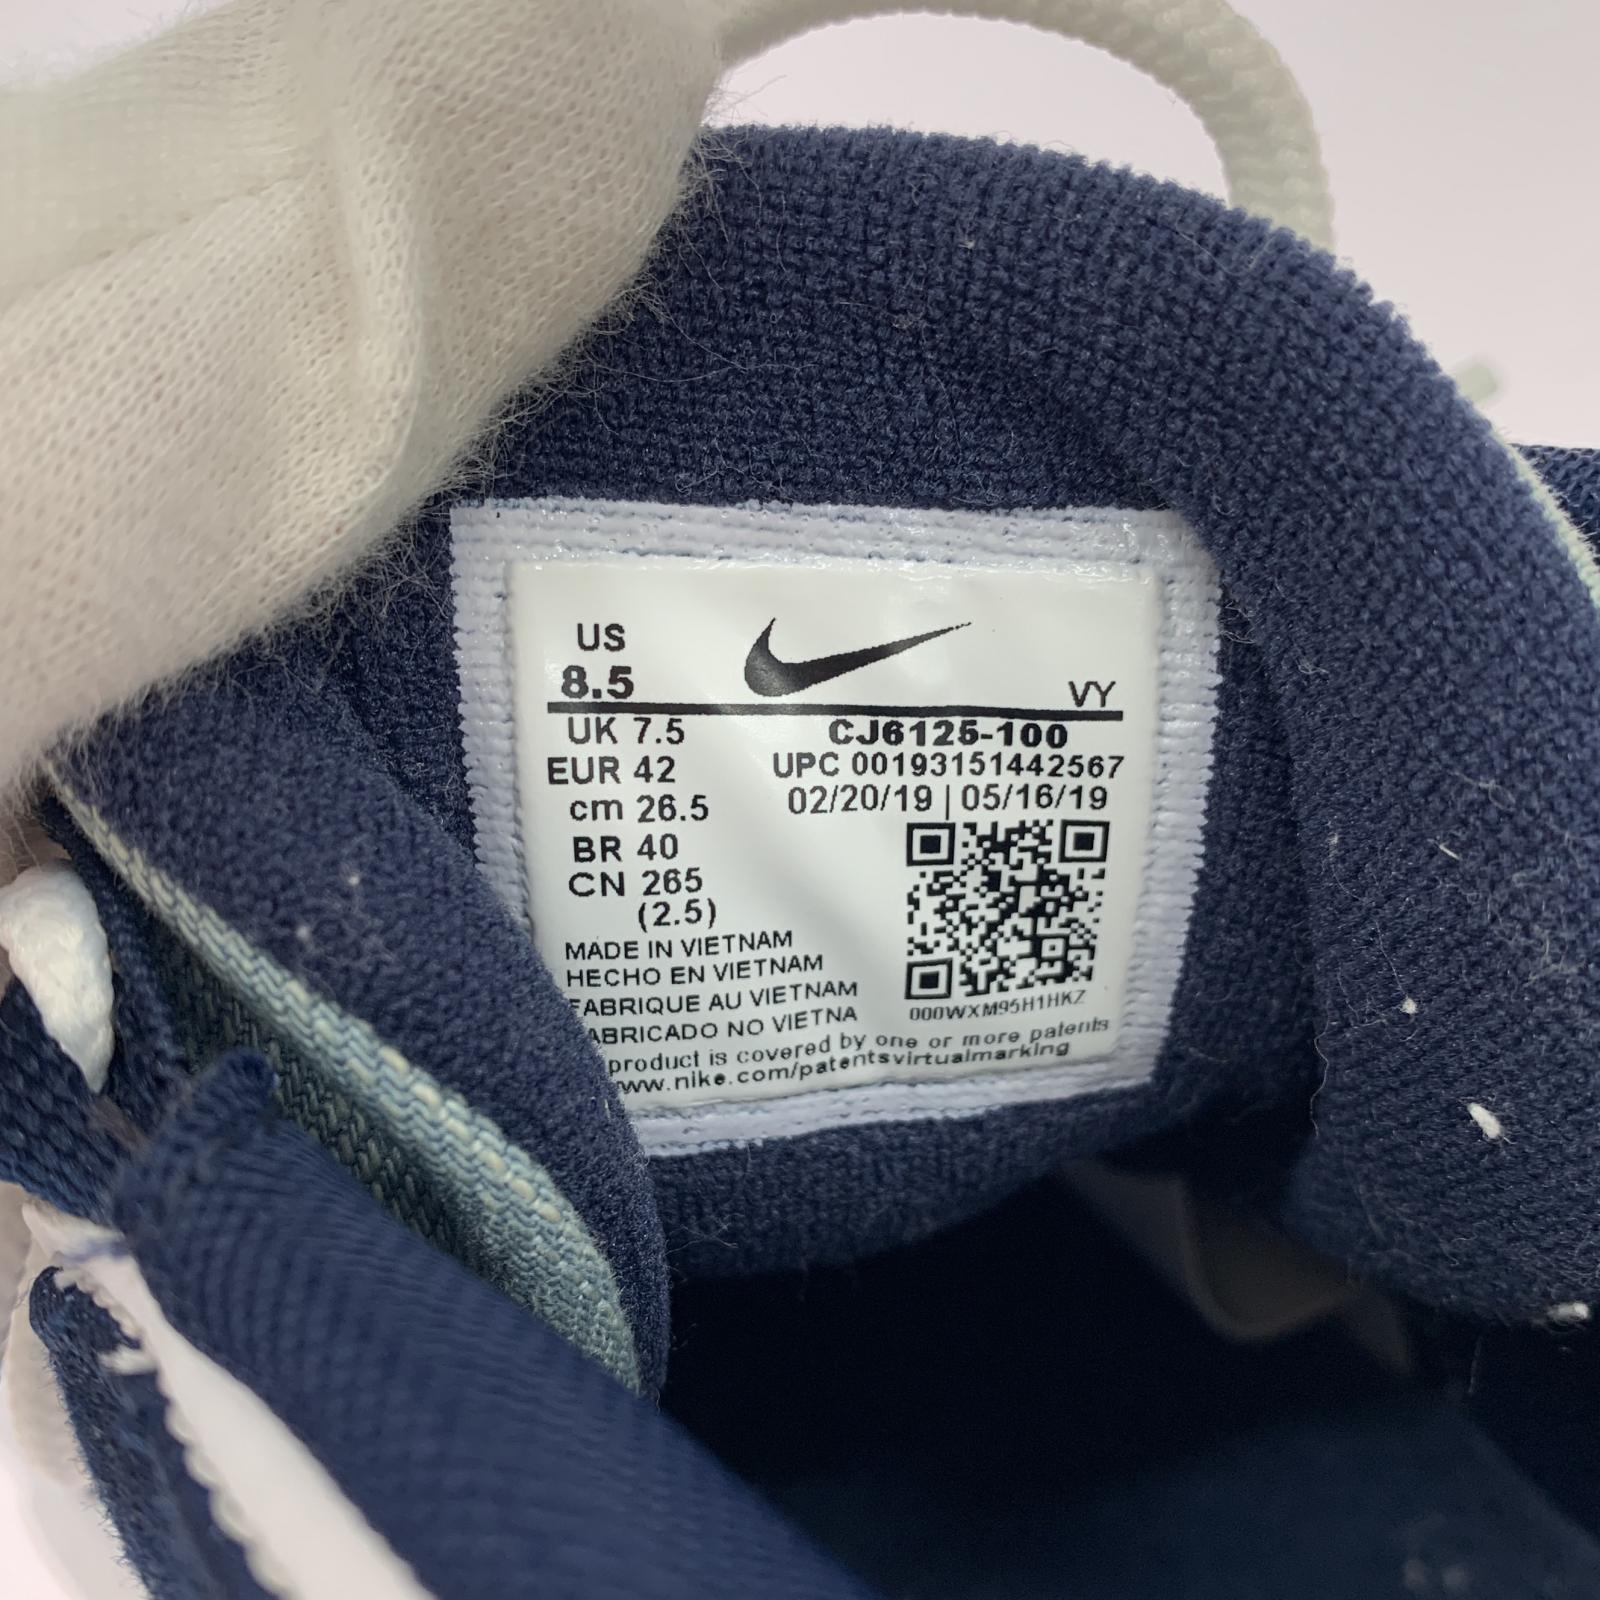 US
8.5
VY
UK 7.5
CJ6125-100
EUR 42
UPC 00193151442567
cm 26.5
02/20/19 | 05/16/19
BR 40
CN 265
(2.5)
MADE IN VIETNAM
HECHO EN VIETNAM
FABRIQUE AU VIETNAM
FABRICADO NO VIETNA
000WXM95H1HKZ
product is covered by one or more patents
www.nike.com/patentsvirtualmarking